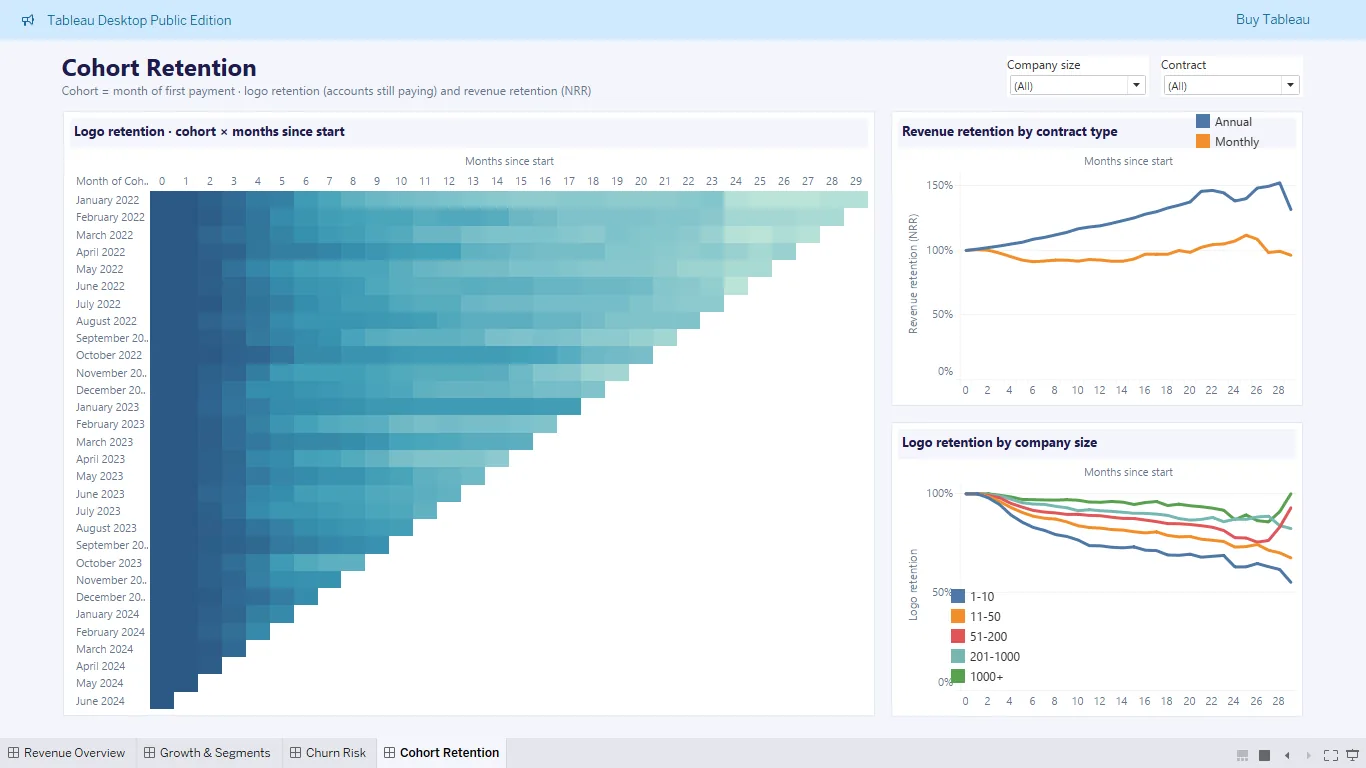 Tableau Desktop Public Edition
Buy Tableau
Cohort Retention
Cohort = month of first payment · logo retention (accounts still paying) and revenue retention (NRR)
Company size
(All)
Contract
(All)
Logo retention · cohort × months since start
Months since start
Month of Coh.. 0 1 2 3 4 5 6 7 8 9 10 11 12 13 14 15 16 17 18 19 20 21 22 23 24 25 26 27 28 29
January 2022
February 2022
March 2022
April 2022
May 2022
June 2022
July 2022
August 2022
September 20..
October 2022
November 20..
December 20..
January 2023
February 2023
March 2023
April 2023
May 2023
June 2023
July 2023
August 2023
September 20..
October 2023
November 20..
December 20..
January 2024
February 2024
March 2024
April 2024
May 2024
June 2024
Revenue retention by contract type
Annual
Monthly
Months since start
Revenue retention (NRR)
150%
100%
50%
0%
0 2 4 6 8 10 12 14 16 18 20 22 24 26 28
Logo retention by company size
Months since start
Logo retention
100%
50%
0%
1-10
11-50
51-200
201-1000
1000+
0 2 4 6 8 10 12 14 16 18 20 22 24 26 28
Revenue Overview
Growth & Segments
Churn Risk
Cohort Retention